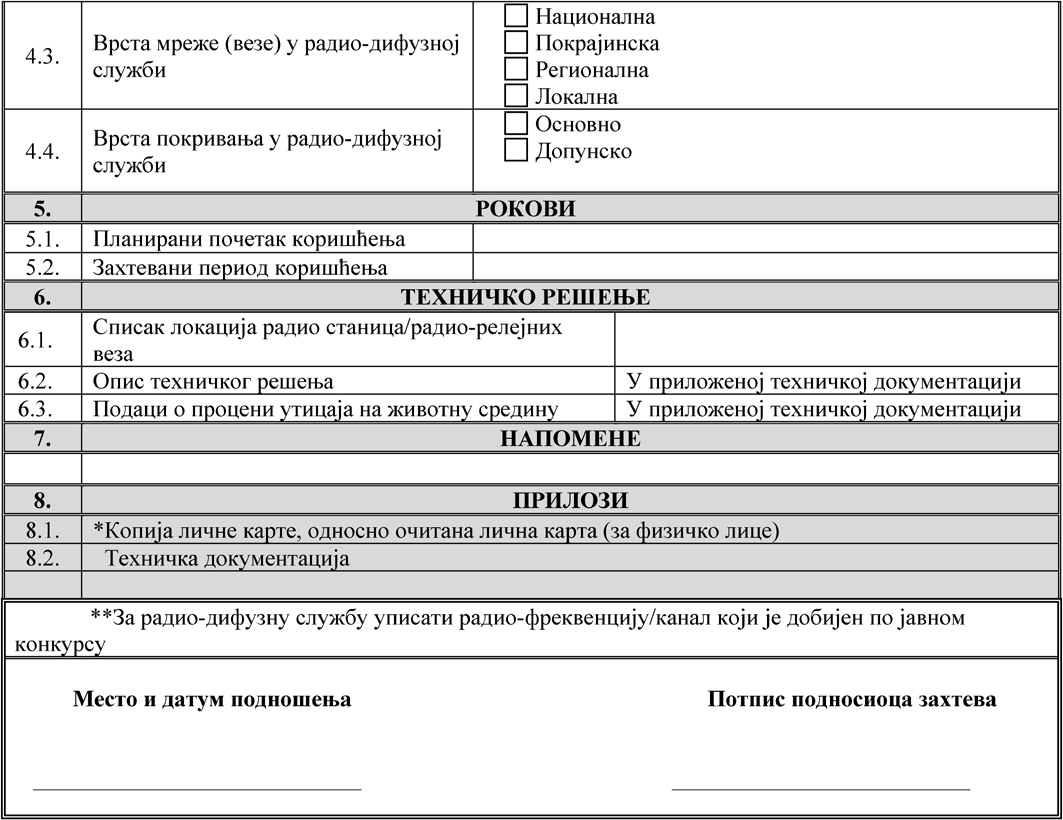 4.3.
Врста мреже (везе) у радио-дифузној
служби
Национална
Покрајинска
Регионална
Локална
4.4.
Врста покривања у радио-дифузној
служби
Основно
Допунско
5. РОКОВИ
5.1. Планирани почетак коришћења
5.2. Захтевани период коришћења
6. ТЕХНИЧКО РЕШЕЊЕ
6.1.
Списак локација радио станица/радио-релејних
веза
6.2. Опис техничког решења У приложеној техничкој документацији
6.3. Подаци о процени утицаја на животну средину У приложеној техничкој документацији
7. НАПОМЕНЕ
8. ПРИЛОЗИ
8.1. *Копија личне карте, односно очитана лична карта (за физичко лице)
8.2. Техничка документација
**За радио-дифузну службу уписати радио-фреквенцију/канал који је добијен по јавном
конкурсу
Место и датум подношења Потпис подносиоца захтева